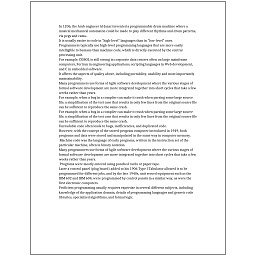 In 1206, the Arab engineer Al-Jazari invented a programmable drum machine where a
musical mechanical automaton could be made to play different rhythms and drum patterns,
via pegs and cams.
It is usually easier to code in "high-level" languages than in "low-level" ones.
Programmers typically use high-level programming languages that are more easily
intelligible to humans than machine code, which is directly executed by the central
processing unit.
For example, COBOL is still strong in corporate data centers often on large mainframe
computers, Fortran in engineering applications, scripting languages in Web development,
and C in embedded software.
It affects the aspects of quality above, including portability, usability and most importantly
maintainability.
Many programmers use forms of Agile software development where the various stages of
formal software development are more integrated together into short cycles that take a few
weeks rather than years.
For example, when a bug in a compiler can make it crash when parsing some large source
file, a simplification of the test case that results in only few lines from the original source file
can be sufficient to reproduce the same crash.
For example, when a bug in a compiler can make it crash when parsing some large source
file, a simplification of the test case that results in only few lines from the original source file
can be sufficient to reproduce the same crash.
Unreadable code often leads to bugs, inefficiencies, and duplicated code.
However, with the concept of the stored-program computer introduced in 1949, both
programs and data were stored and manipulated in the same way in computer memory.
Machine code was the language of early programs, written in the instruction set of the
particular machine, often in binary notation.
Many programmers use forms of Agile software development where the various stages of
formal software development are more integrated together into short cycles that take a few
weeks rather than years.
Programs were mostly entered using punched cards or paper tape.
Later a control panel (plug board) added to his 1906 Type I Tabulator allowed it to be
programmed for different jobs, and by the late 1940s, unit record equipment such as the
IBM 602 and IBM 604, were programmed by control panels in a similar way, as were the
first electronic computers.
Proficient programming usually requires expertise in several different subjects, including
knowledge of the application domain, details of programming languages and generic code
libraries, specialized algorithms, and formal logic.